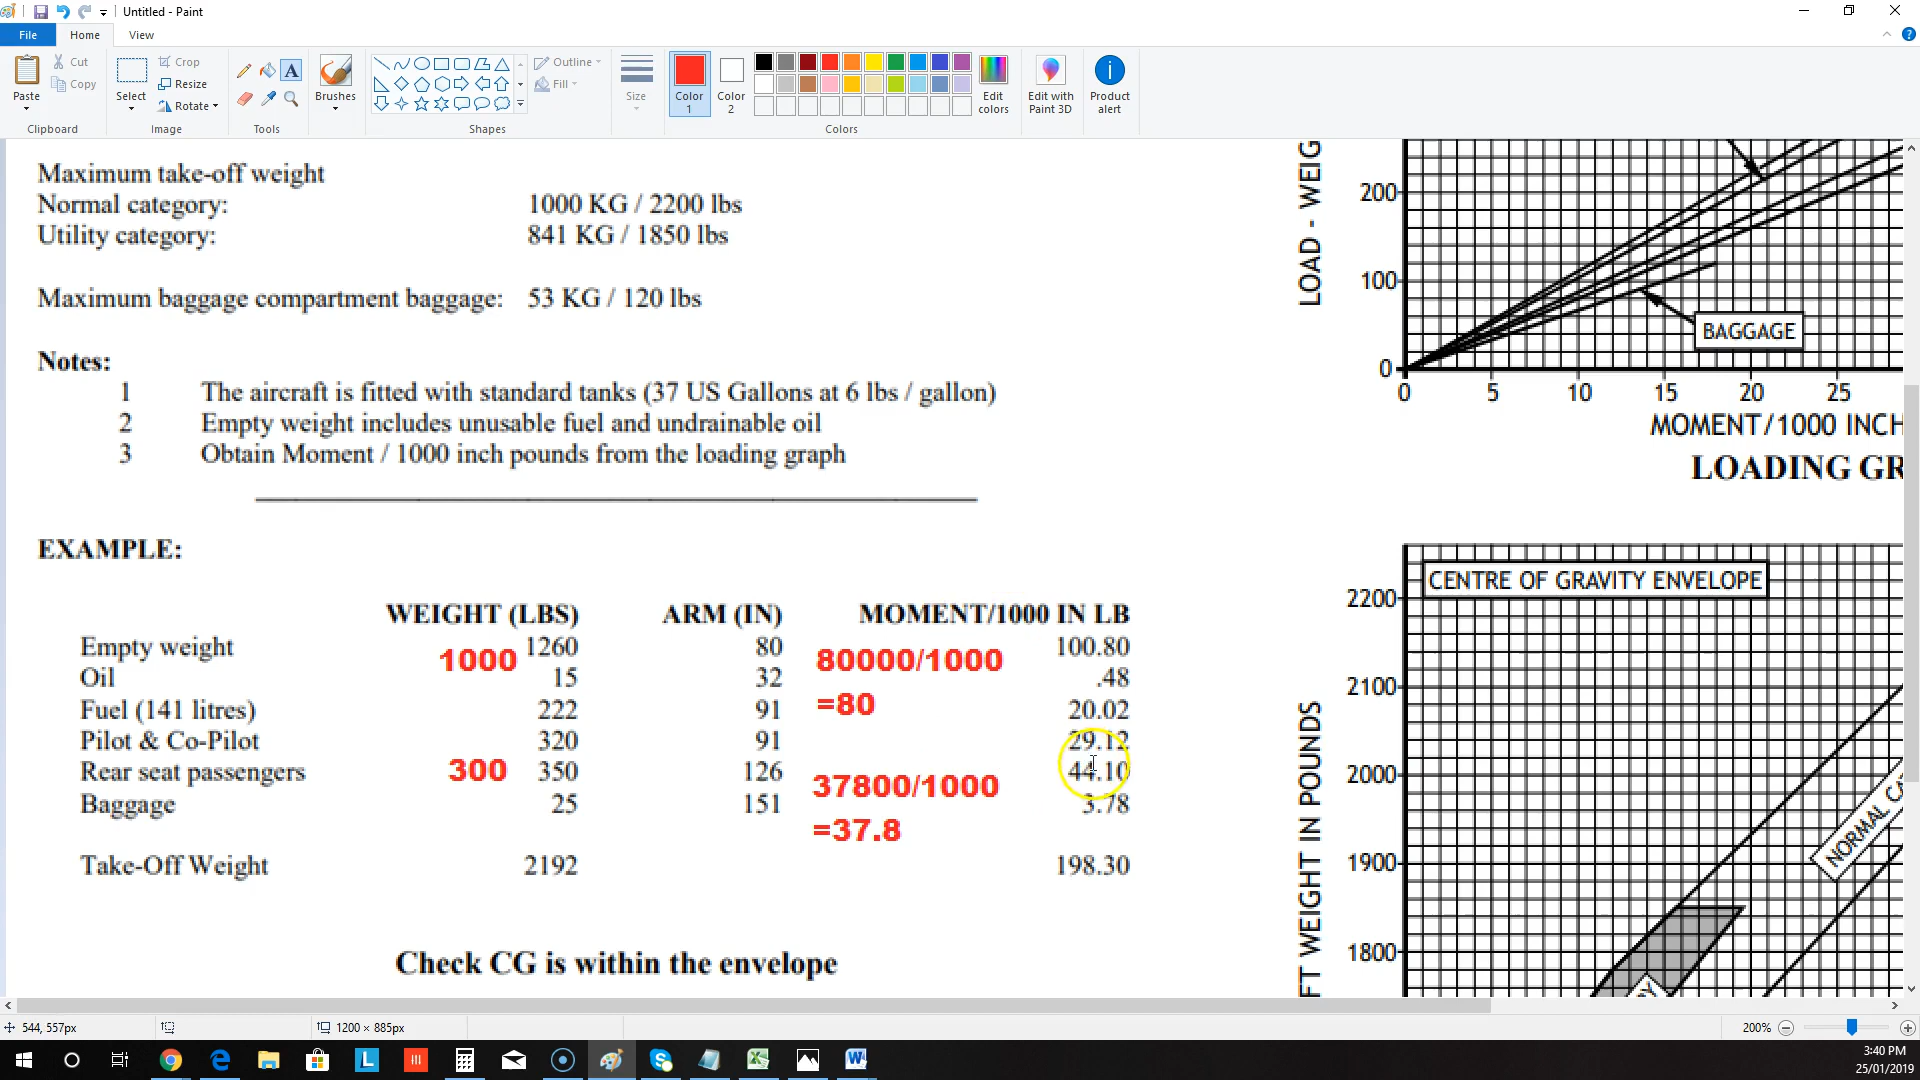 Untitled - Paint
File Home View
Paste Cut Copy Clipboard
Select Crop Resize Rotate Image
A Tools
Brushes
Shapes
Outline Fill
Size
Color 1
Color 2
Edit colors
Colors
Edit with Paint 3D
Product alert
Maximum take-off weight
Normal category: 1000 KG / 2200 lbs
Utility category: 841 KG / 1850 lbs
Maximum baggage compartment baggage: 53 KG / 120 lbs
Notes:
1 The aircraft is fitted with standard tanks (37 US Gallons at 6 lbs / gallon)
2 Empty weight includes unusable fuel and undrainable oil
3 Obtain Moment / 1000 inch pounds from the loading graph
EXAMPLE:
WEIGHT (LBS) ARM (IN) MOMENT/1000 IN LB
Empty weight 1260 80 100.80
1000 80000/1000
Oil 15 32 .48
=80
Fuel (141 litres) 222 91 20.02
Pilot & Co-Pilot 320 91 29.12
Rear seat passengers 300 350 126 44.10
37800/1000
Baggage 25 151 3.78
=37.8
Take-Off Weight 2192 198.30
Check CG is within the envelope
LOAD - WEIG
200
100
0
BAGGAGE
0 5 10 15 20 25
MOMENT/1000 INCH
LOADING GR
CENTRE OF GRAVITY ENVELOPE
2200
2100
2000
1900
1800
FT WEIGHT IN POUNDS
NORMAL CA
544, 557px
1200 × 885px
200%
3:40 PM
25/01/2019